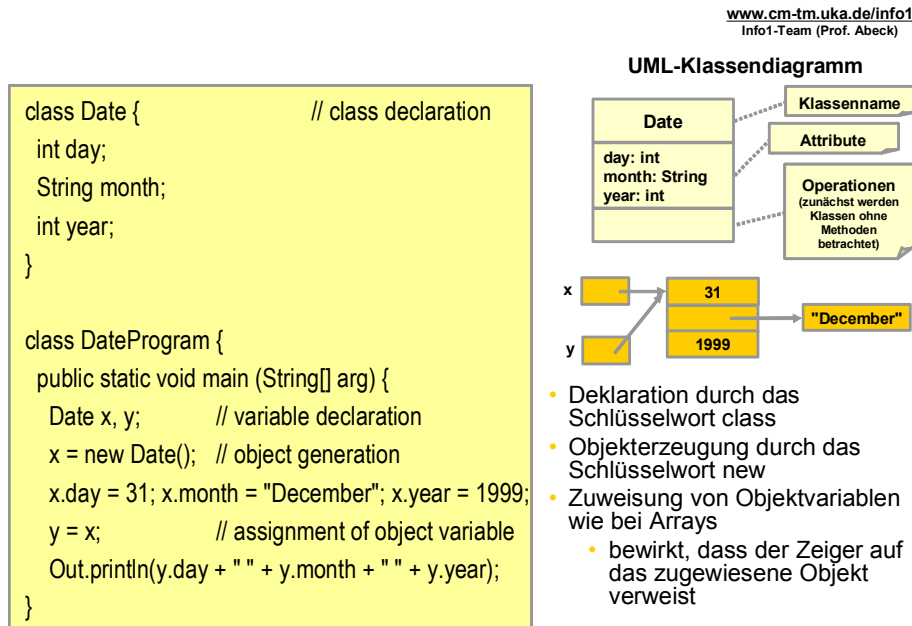 www.cm-tm.uka.de/info1
Info1-Team (Prof. Abeck)
class Date { // class declaration
int day;
String month;
int year;
}
class DateProgram {
public static void main (String[] arg) {
Date x, y; // variable declaration
x = new Date(); // object generation
x.day = 31; x.month = "December"; x.year = 1999;
y = x; // assignment of object variable
Out.println(y.day + " " + y.month + " " + y.year);
}
UML-Klassendiagramm
Date
day: int
month: String
year: int
Klassenname
Attribute
Operationen
(zunächst werden
Klassen ohne
Methoden
betrachtet)
x
31
"December"
y
1999
• Deklaration durch das
Schlüsselwort class
• Objekterzeugung durch das
Schlüsselwort new
• Zuweisung von Objektvariablen
wie bei Arrays
• bewirkt, dass der Zeiger auf
das zugewiesene Objekt
verweist